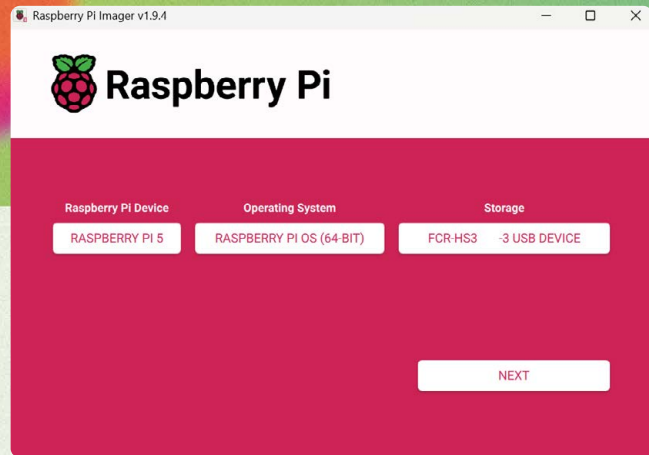 Raspberry Pi Imager v1.9.4
Raspberry Pi
Raspberry Pi Device Operating System Storage
RASPBERRY PI 5 RASPBERRY PI OS (64-BIT) FCR-HS3 -3 USB DEVICE
NEXT